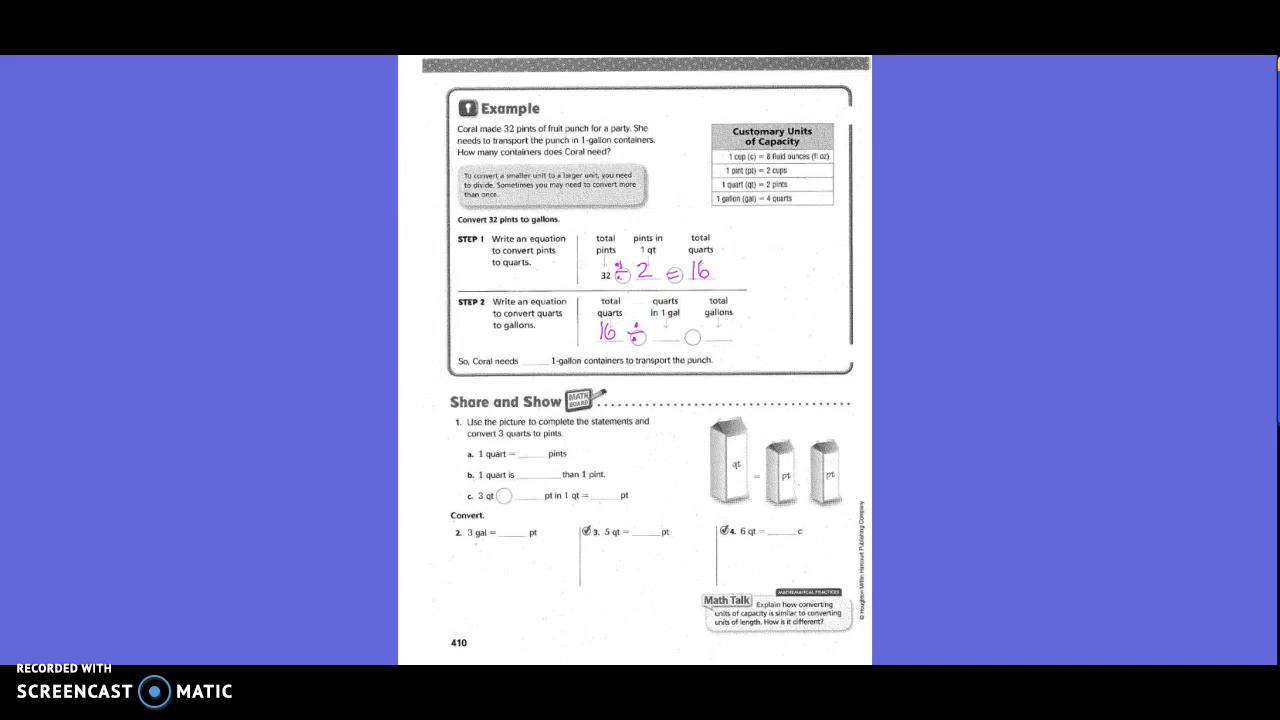 Example
Coral made 32 pints of fruit punch for a party. She
needs to transport the punch in 1-gallon containers.
How many containers does Coral need?
To convert a smaller unit to a larger unit, you need
to divide. Sometimes you may need to convert more
than once.
Customary Units
of Capacity
1 cup (c) = 8 fluid ounces (fl oz)
1 pint (pt) = 2 cups
1 quart (qt) = 2 pints
1 gallon (gal) = 4 quarts
Convert 32 pints to gallons.
STEP 1 Write an equation
to convert pints
to quarts.
total pints in total
pints 1 qt quarts
32 ÷ 2 = 16
STEP 2 Write an equation
to convert quarts
to gallons.
total quarts total
quarts in 1 gal gallons
16 ÷ ____ ____
So, Coral needs ____ 1-gallon containers to transport the punch.
Share and Show MATH BOARD
1. Use the picture to complete the statements and
convert 3 quarts to pints.
a. 1 quart = ____ pints
b. 1 quart is ____ than 1 pint.
c. 3 qt ____ pt in 1 qt = ____ pt
qt = pt pt
Convert.
2. 3 gal = ____ pt
3. 5 qt = ____ pt
4. 6 qt = ____ c
MATHEMATICAL PRACTICES
Math Talk Explain how converting
units of capacity is similar to converting
units of length. How is it different?
© Houghton Mifflin Harcourt Publishing Company
410
RECORDED WITH
SCREENCAST MATIC